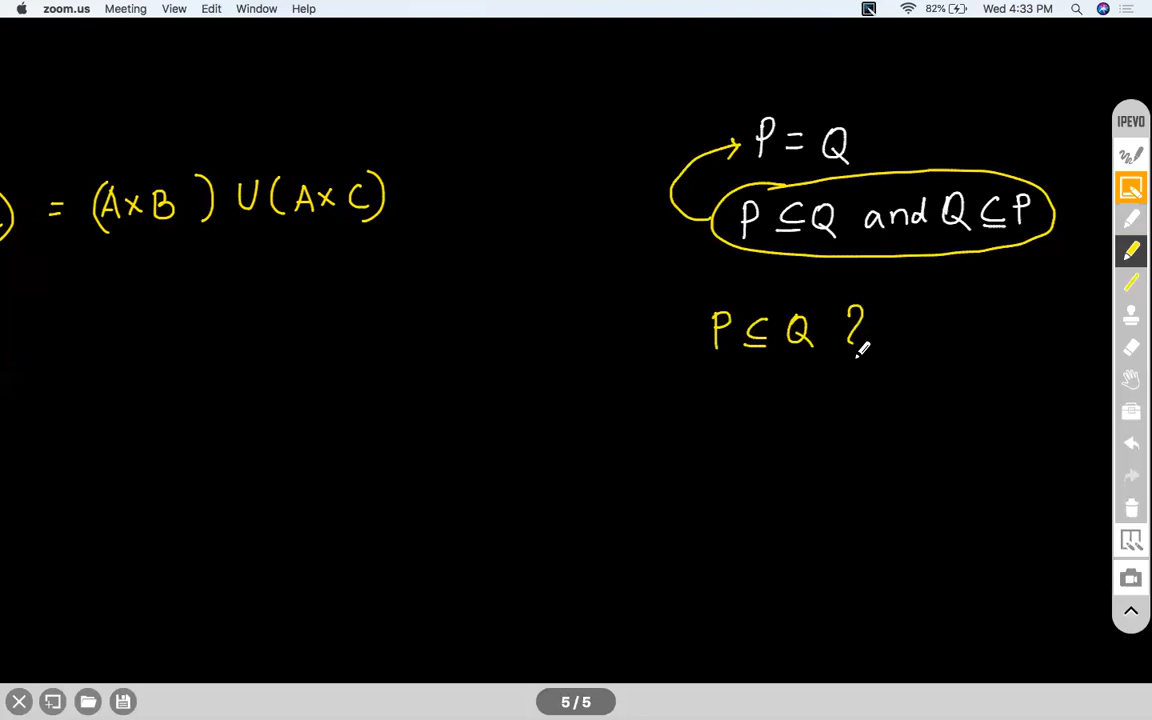 zoom.us Meeting View Edit Window Help 82% Wed 4:33 PM
IPEVO
P = Q
) = (A×B) U (A×C)
P ⊆ Q and Q ⊆ P
P ⊆ Q ?
5 / 5